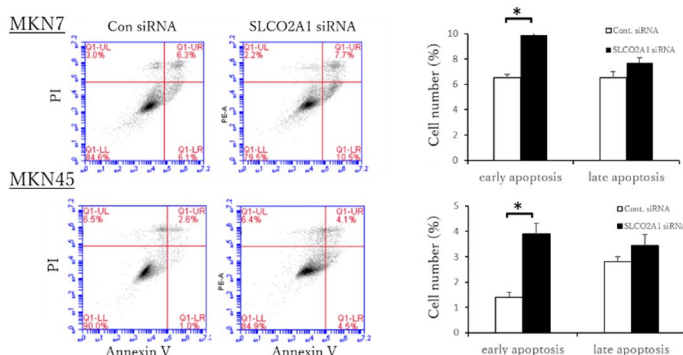 MKN7
Con siRNA
SLCO2A1 siRNA
Q1-UL
3.0%
Q1-UR
6.3%
Q1-LL
84.6%
Q1-LR
6.1%
PI
Q1-UL
2.2%
Q1-UR
7.7%
Q1-LL
79.5%
Q1-LR
10.5%
PE-A
Cell number (%)
10
8
6
4
2
0
*
Cont. siRNA
SLCO2A1 siRNA
early apoptosis
late apoptosis
MKN45
Q1-UL
6.5%
Q1-UR
2.6%
Q1-LL
90.0%
Q1-LR
1.0%
PI
Annexin V
Q1-UL
6.4%
Q1-UR
4.1%
Q1-LL
84.9%
Q1-LR
4.5%
PE-A
Annexin V
Cell number (%)
5
4
3
2
1
0
*
Cont. siRNA
SLCO2A1 siRNA
early apoptosis
late apoptosis